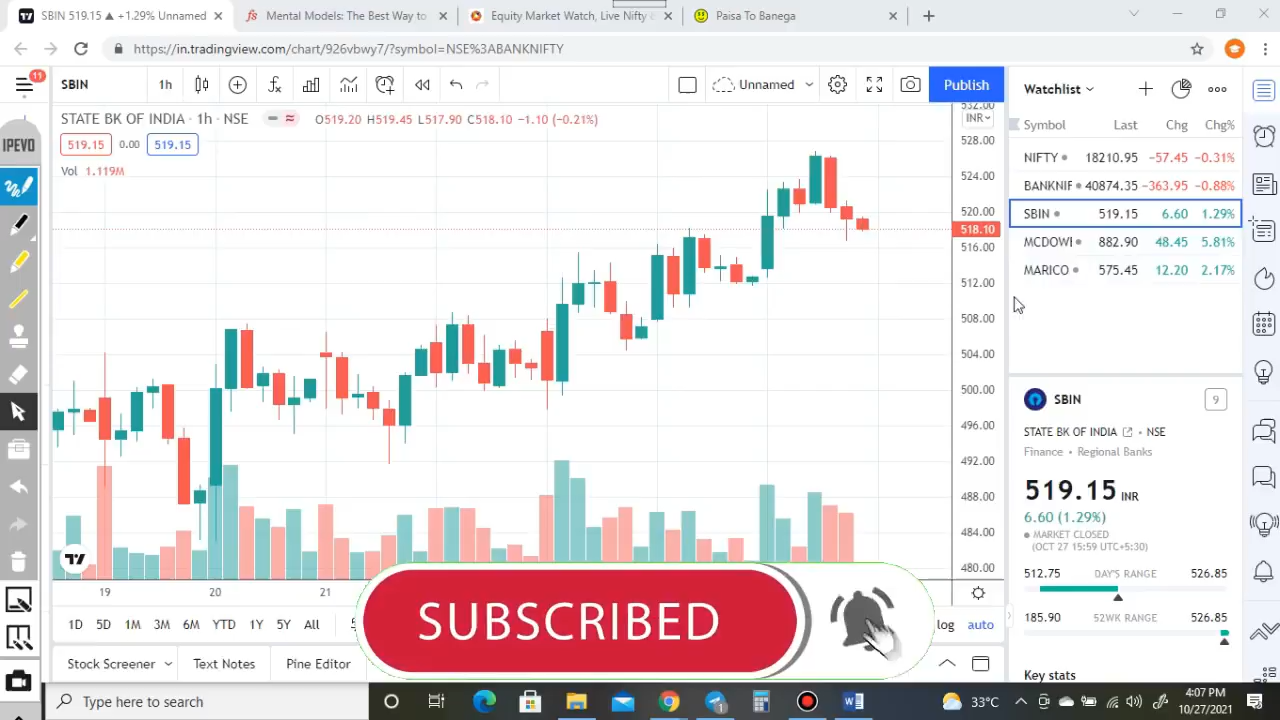 SBIN 519.15 ▲ +1.29% Unnamed
Mental Models: The Best Way to
Equity Market Watch, Live Nifty
Paisa To Banega
https://in.tradingview.com/chart/926vbwy7/?symbol=NSE%3ABANKNIFTY
11
SBIN
1h
Unnamed
Publish
IPEVO
STATE BK OF INDIA · 1h · NSE
O519.20 H519.45 L517.90 C518.10 −1.10 (−0.21%)
519.15 0.00 519.15
Vol 1.119M
INR
532.00
528.00
524.00
520.00
518.10
516.00
512.00
508.00
504.00
500.00
496.00
492.00
488.00
484.00
480.00
19 20 21
1D 5D 1M 3M 6M YTD 1Y 5Y All
log auto
Stock Screener Text Notes Pine Editor
SUBSCRIBED
Watchlist
Symbol Last Chg Chg%
NIFTY 18210.95 −57.45 −0.31%
BANKNIF 40874.35 −363.95 −0.88%
SBIN 519.15 6.60 1.29%
MCDOWI 882.90 48.45 5.81%
MARICO 575.45 12.20 2.17%
SBIN 9
STATE BK OF INDIA • NSE
Finance • Regional Banks
519.15 INR
6.60 (1.29%)
MARKET CLOSED
(OCT 27 15:59 UTC+5:30)
512.75 DAY'S RANGE 526.85
185.90 52WK RANGE 526.85
Key stats
Type here to search
1
33°C
4:07 PM
10/27/2021